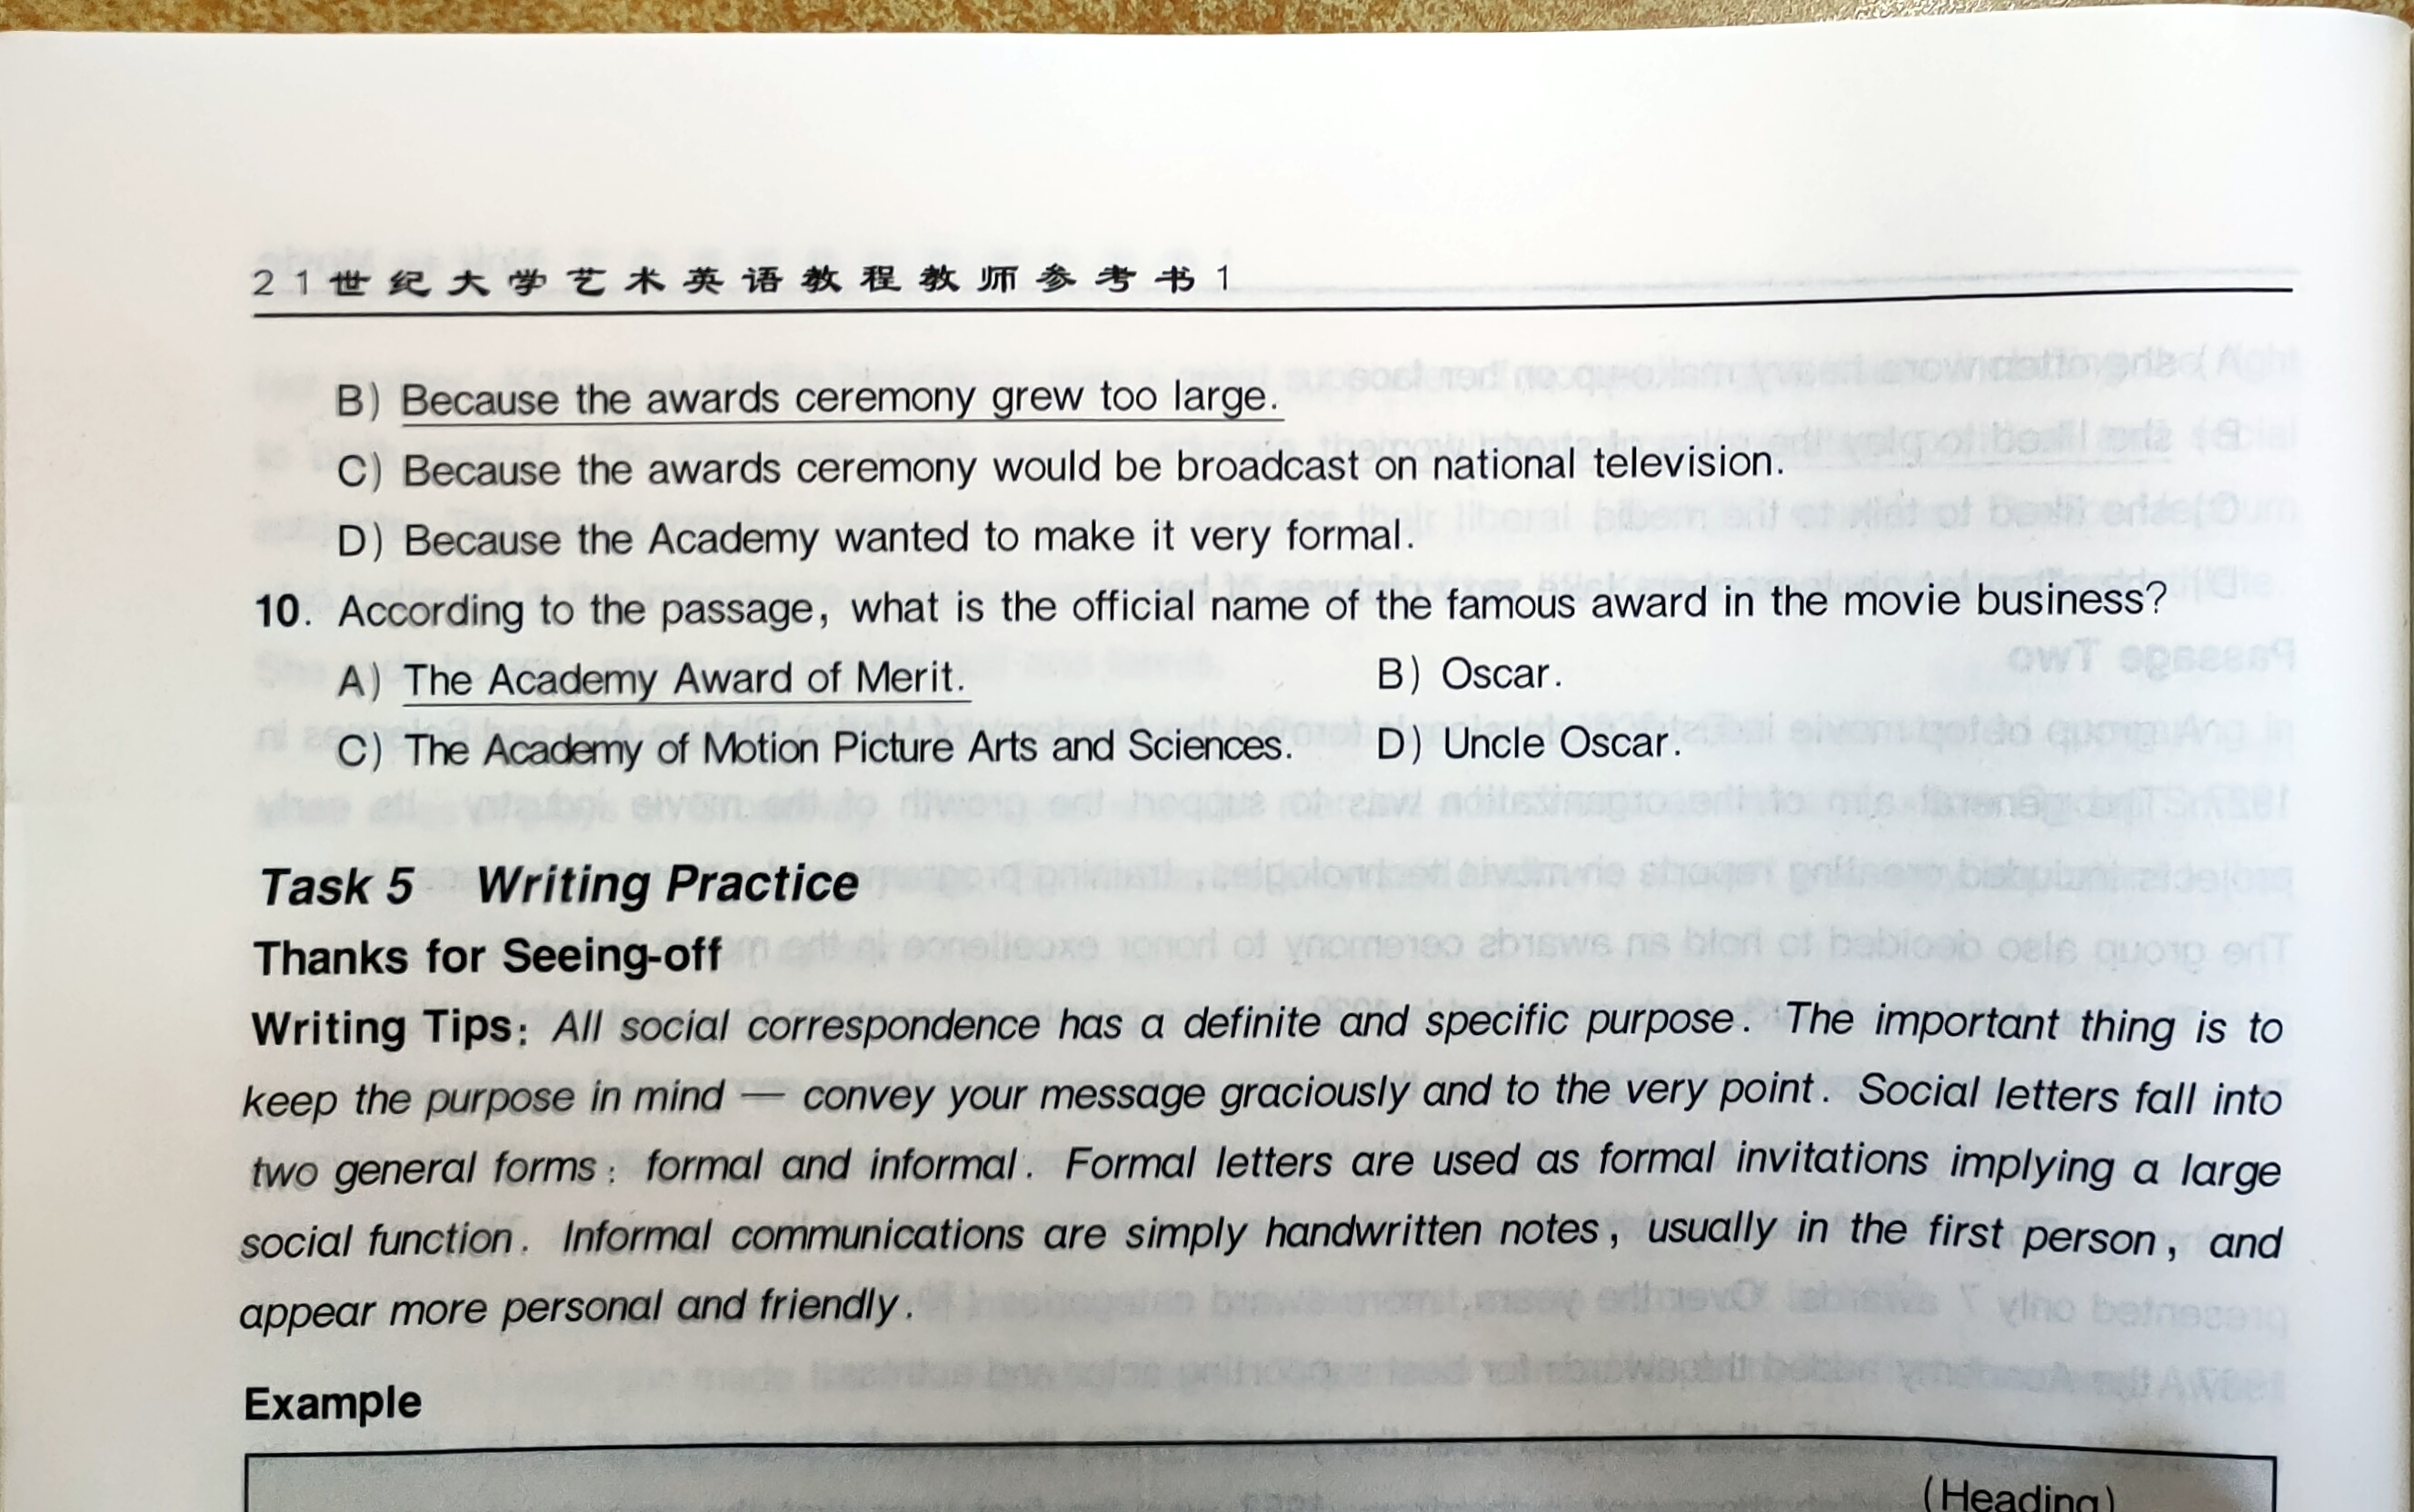 21世纪大学艺术英语教程教师参考书1
B) Because the awards ceremony grew too large.
C) Because the awards ceremony would be broadcast on national television.
D) Because the Academy wanted to make it very formal.
10. According to the passage, what is the official name of the famous award in the movie business?
A) The Academy Award of Merit. B) Oscar.
C) The Academy of Motion Picture Arts and Sciences. D) Uncle Oscar.
Task 5 Writing Practice
Thanks for Seeing-off
Writing Tips: All social correspondence has a definite and specific purpose. The important thing is to
keep the purpose in mind — convey your message graciously and to the very point. Social letters fall into
two general forms: formal and informal. Formal letters are used as formal invitations implying a large
social function. Informal communications are simply handwritten notes, usually in the first person, and
appear more personal and friendly.
Example
(Heading)